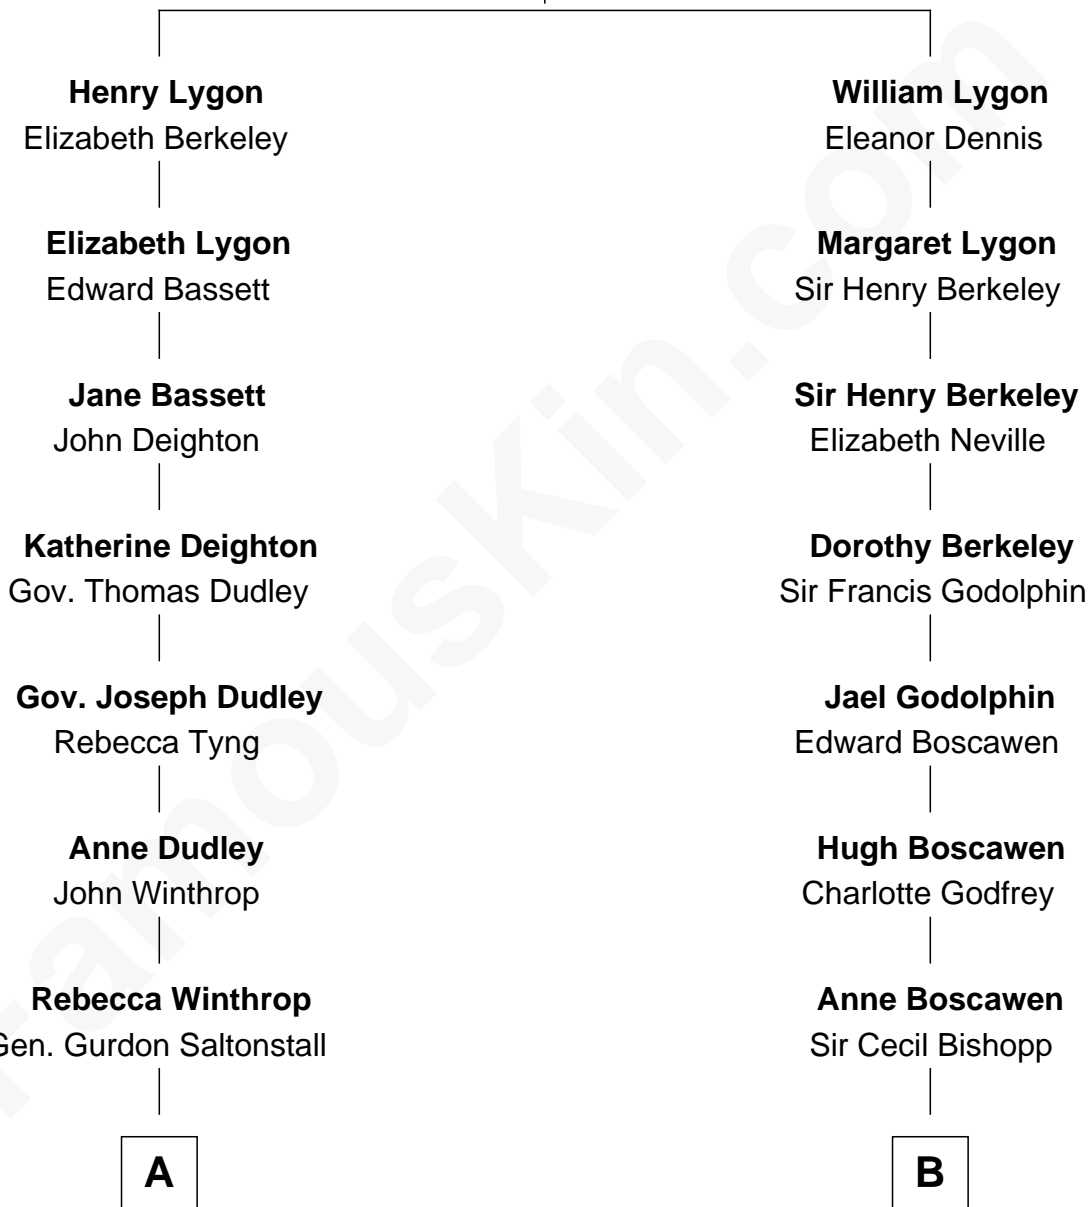 Henry Lygon
Elizabeth Berkeley
Elizabeth Lygon
Edward Bassett
Jane Bassett
John Deighton
Katherine Deighton
Gov. Thomas Dudley
Gov. Joseph Dudley
Rebecca Tyng
Anne Dudley
John Winthrop
Rebecca Winthrop
Gen. Gurdon Saltonstall
A
William Lygon
Eleanor Dennis
Margaret Lygon
Sir Henry Berkeley
Sir Henry Berkeley
Elizabeth Neville
Dorothy Berkeley
Sir Francis Godolphin
Jael Godolphin
Edward Boscawen
Hugh Boscawen
Charlotte Godfrey
Anne Boscawen
Sir Cecil Bishopp
B
FamousKin.com